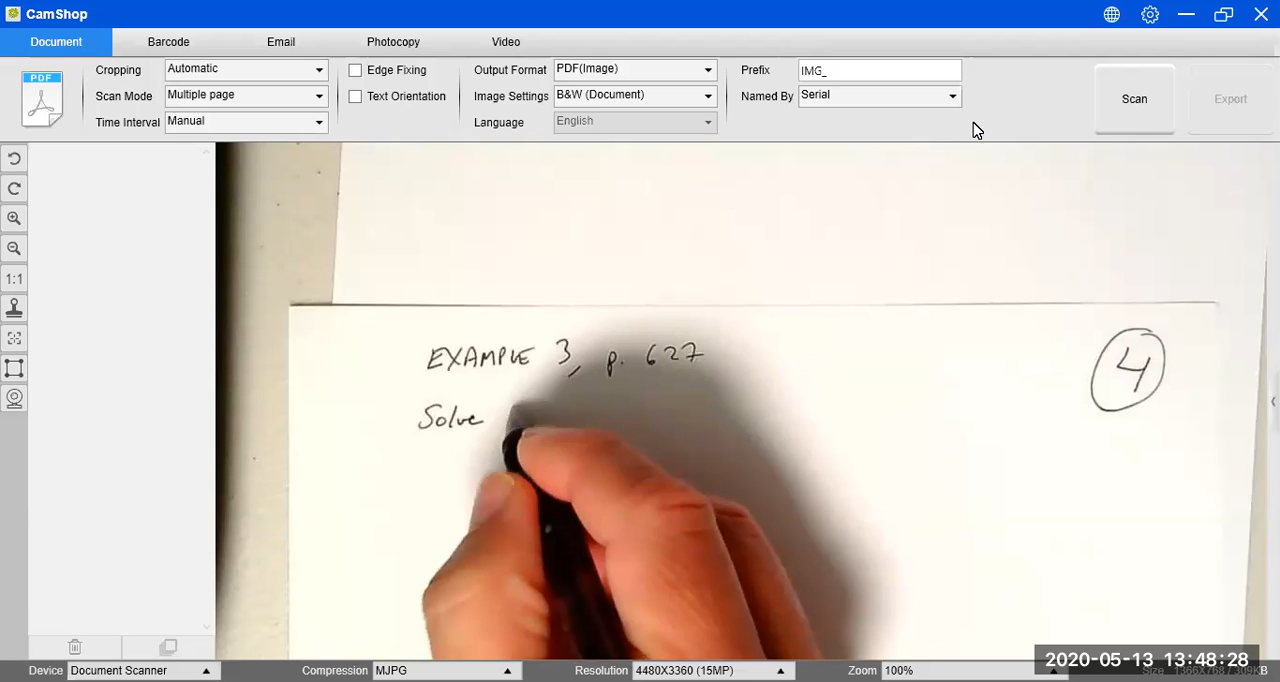 CamShop
Document Barcode Email Photocopy Video
PDF
Cropping Automatic
Scan Mode Multiple page
Time Interval Manual
Edge Fixing
Text Orientation
Output Format PDF(Image)
Image Settings B&W (Document)
Language English
Prefix IMG_
Named By Serial
Scan
Export
1:1
EXAMPLE 3, p. 627
4
Solve
Device Document Scanner Compression MJPG Resolution 4480X3360 (15MP) Zoom 100%
2020-05-13 13:48:28